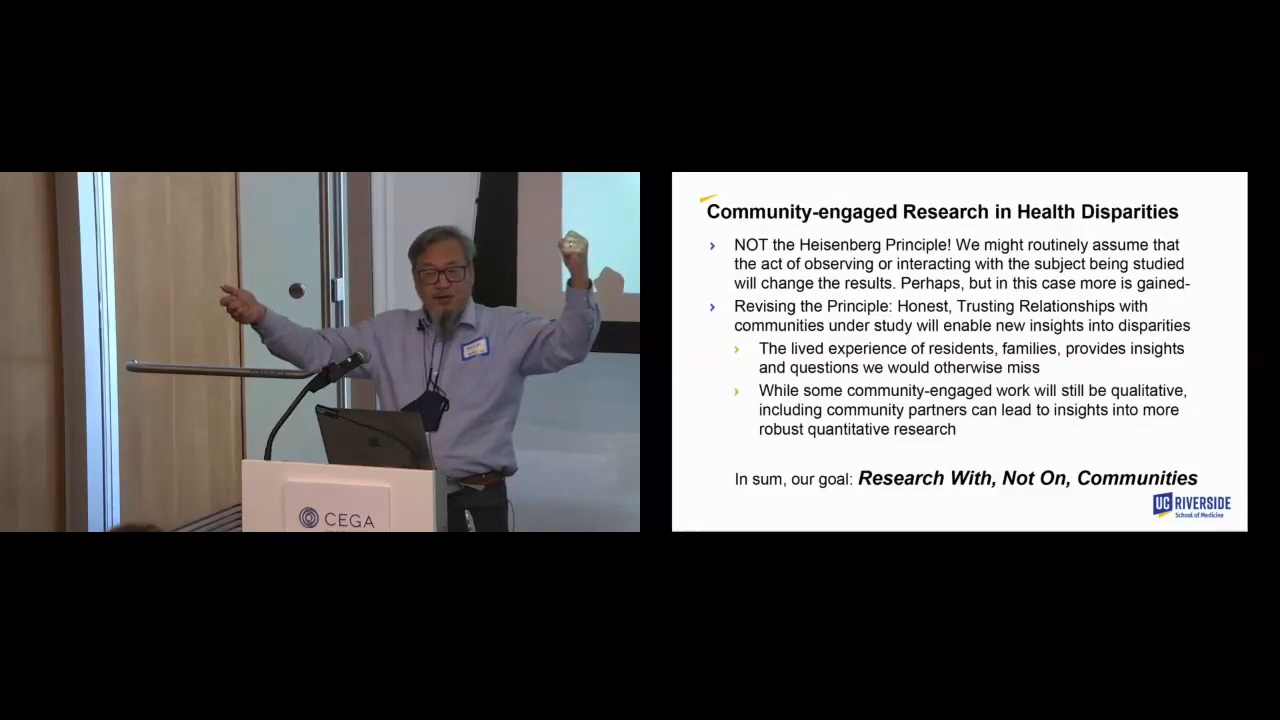 CEGA
Community-engaged Research in Health Disparities
› NOT the Heisenberg Principle! We might routinely assume that
the act of observing or interacting with the subject being studied
will change the results. Perhaps, but in this case more is gained-
› Revising the Principle: Honest, Trusting Relationships with
communities under study will enable new insights into disparities
› The lived experience of residents, families, provides insights
and questions we would otherwise miss
› While some community-engaged work will still be qualitative,
including community partners can lead to insights into more
robust quantitative research
In sum, our goal: Research With, Not On, Communities
UC RIVERSIDE
School of Medicine